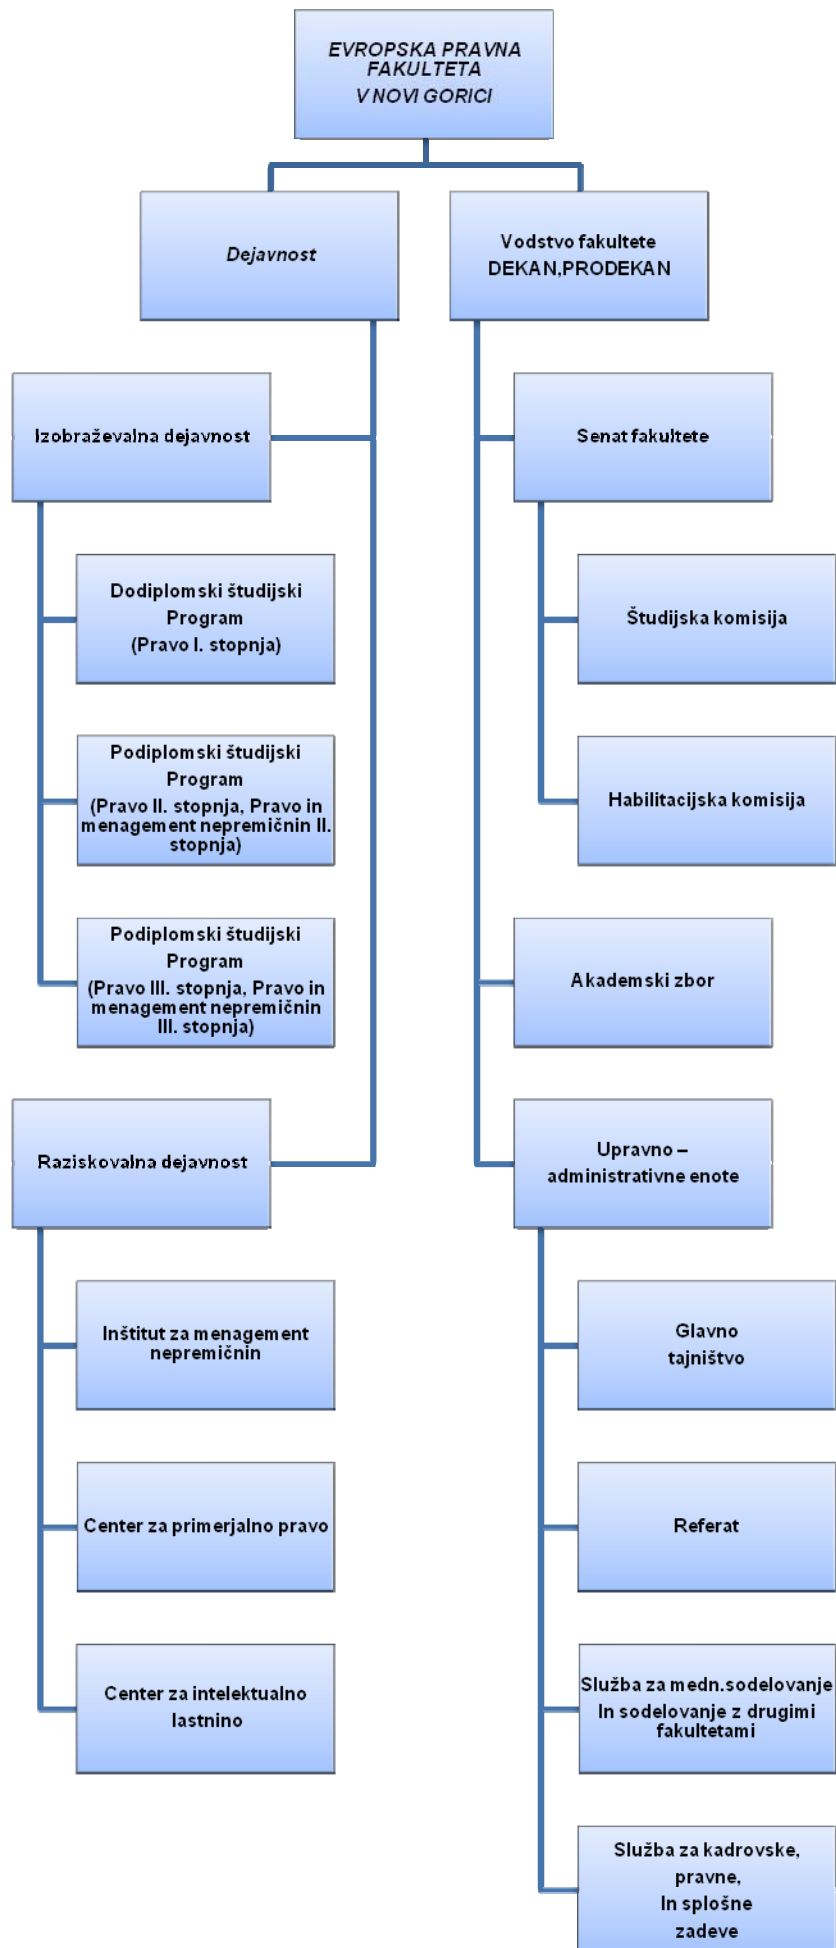 EVROPSKA PRAVNA
FAKULTETA
V NOVI GORICI
Dejavnost
Vodstvo fakultete
DEKAN,PRODEKAN
Izobraževalna dejavnost
Senat fakultete
Dodiplomski študijski
Program
(Pravo I. stopnja)
Študijska komisija
Podiplomski študijski
Program
(Pravo II. stopnja, Pravo in
menagement nepremičnin II.
stopnja)
Habilitacijska komisija
Podiplomski študijski
Program
(Pravo III. stopnja, Pravo in
menagement nepremičnin
III. stopnja)
Akademski zbor
Raziskovalna dejavnost
Upravno –
administrativne enote
Inštitut za menagement
nepremičnin
Glavno
tajništvo
Center za primerjalno pravo
Referat
Center za intelektualno
lastnino
Služba za medn.sodelovanje
In sodelovanje z drugimi
fakultetami
Služba za kadrovske,
pravne,
In splošne
zadeve